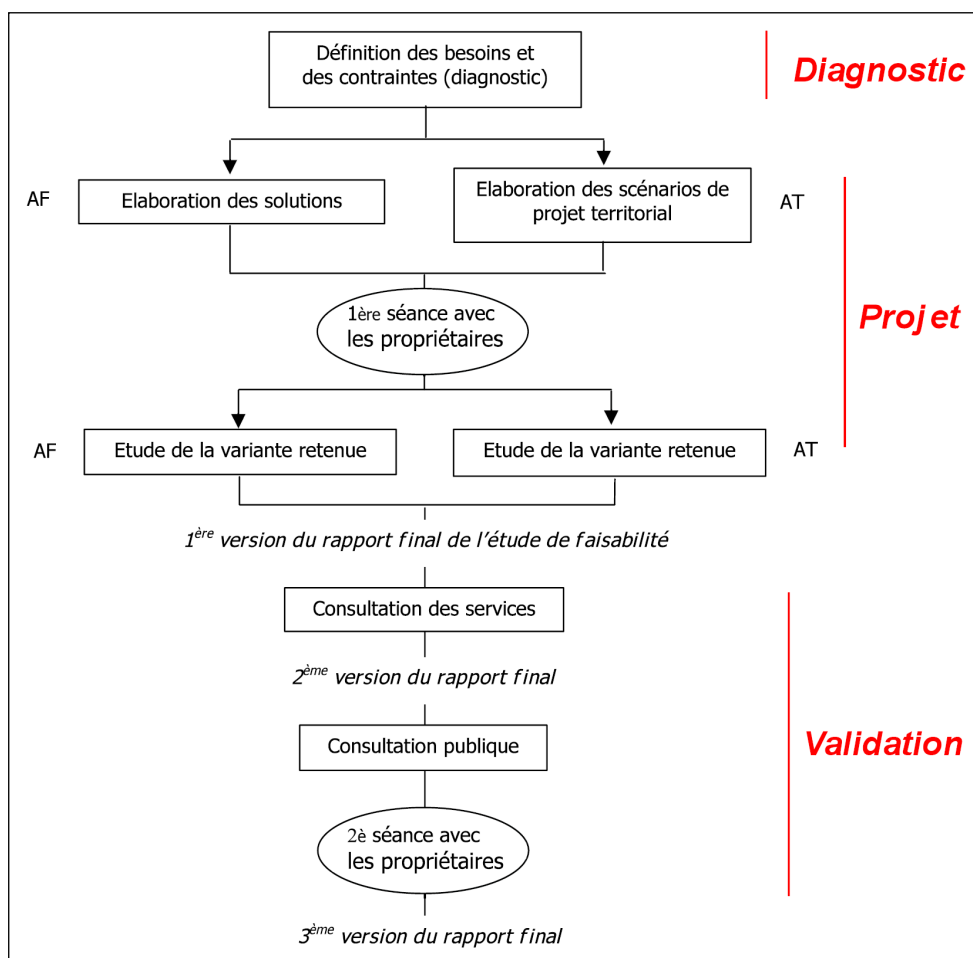 Définition des besoins et
des contraintes (diagnostic)
Diagnostic
AF
Elaboration des solutions
Elaboration des scénarios de
projet territorial
AT
1ère séance avec
les propriétaires
Projet
AF
Etude de la variante retenue
Etude de la variante retenue
AT
1ère version du rapport final de l'étude de faisabilité
Consultation des services
2ème version du rapport final
Consultation publique
Validation
2è séance avec
les propriétaires
3ème version du rapport final